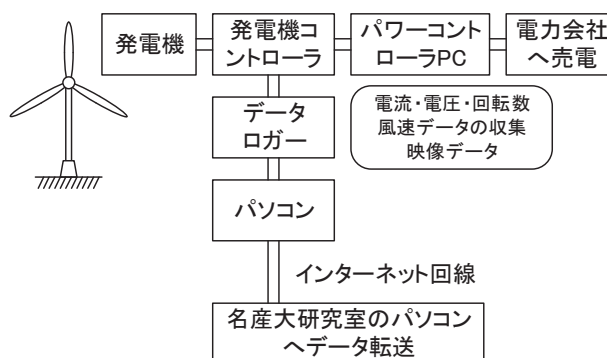 発電機
発電機コ
ントローラ
パワーコント
ローラPC
電力会社
へ売電
データ
ロガー
電流・電圧・回転数
風速データの収集
映像データ
パソコン
インターネット回線
名産大研究室のパソコン
へデータ転送